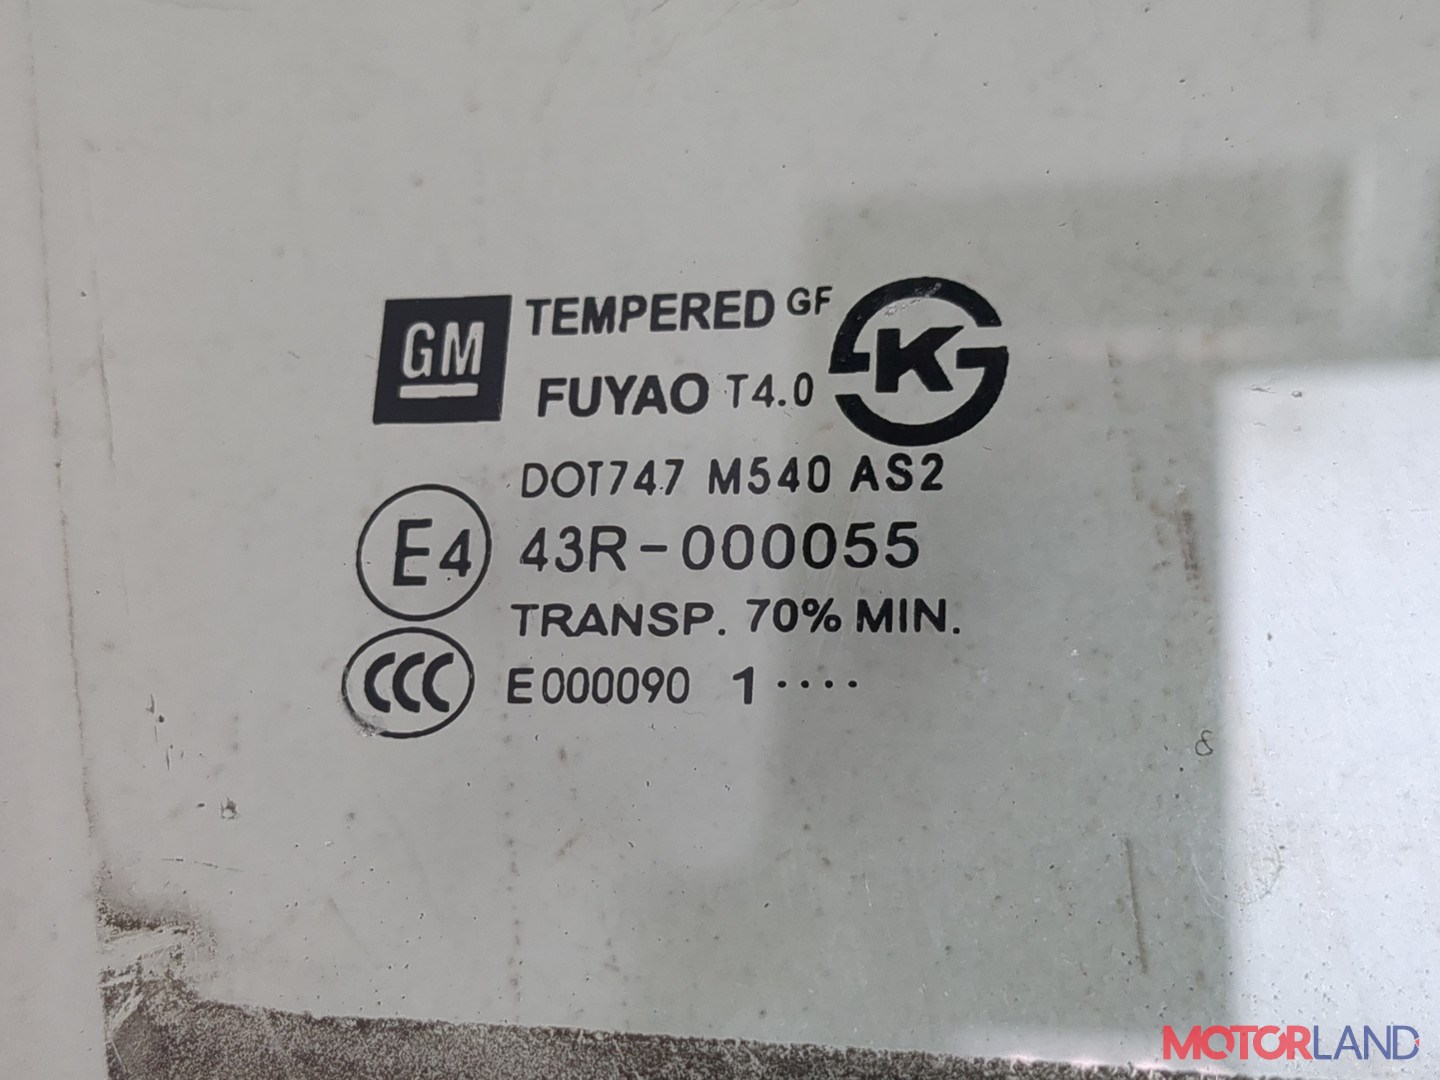 GM TEMPERED GF
FUYAO T4.0 K
DOT747 M540 AS2
E4 43R-000055
TRANSP. 70% MIN.
CCC E000090 1 ····
8
MOTORLAND